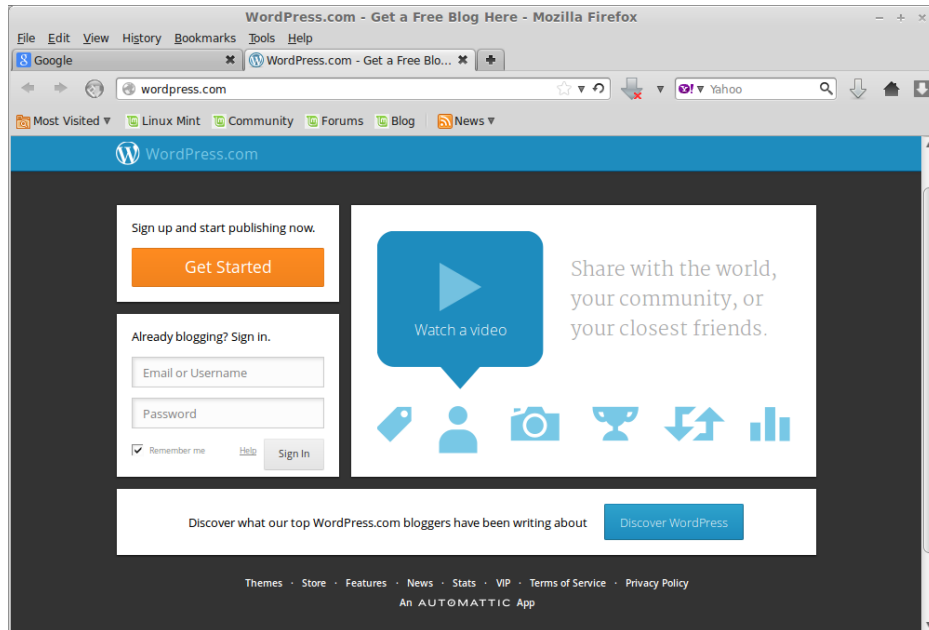 WordPress.com - Get a Free Blog Here - Mozilla Firefox
File Edit View History Bookmarks Tools Help
Google
WordPress.com - Get a Free Blo...
wordpress.com
Yahoo
Most Visited Linux Mint Community Forums Blog News
WordPress.com
Sign up and start publishing now.
Get Started
Already blogging? Sign in.
Email or Username
Password
Remember me Help Sign In
Watch a video
Share with the world,
your community, or
your closest friends.
Discover what our top WordPress.com bloggers have been writing about Discover WordPress
Themes · Store · Features · News · Stats · VIP · Terms of Service · Privacy Policy
An AUTOMATTIC App